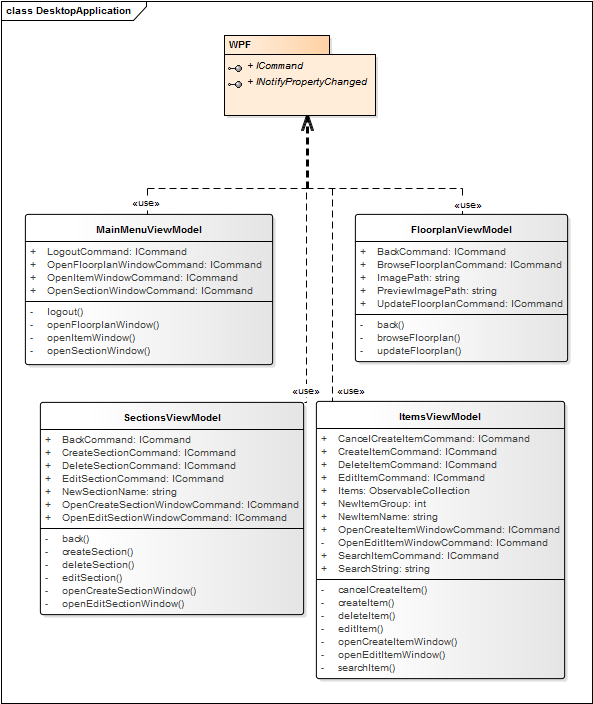 class DesktopApplication
WPF
+ ICommand
+ INotifyPropertyChanged
«use»
«use»
MainMenuViewModel
+ LogoutCommand: ICommand
+ OpenFloorplanWindowCommand: ICommand
+ OpenItemWindowCommand: ICommand
+ OpenSectionWindowCommand: ICommand
- logout()
- openFloorplanWindow()
- openItemWindow()
- openSectionWindow()
FloorplanViewModel
+ BackCommand: ICommand
+ BrowseFloorplanCommand: ICommand
+ ImagePath: string
+ PreviewImagePath: string
+ UpdateFloorplanCommand: ICommand
- back()
- browseFloorplan()
- updateFloorplan()
«use»
«use»
SectionsViewModel
+ BackCommand: ICommand
+ CreateSectionCommand: ICommand
+ DeleteSectionCommand: ICommand
+ EditSectionCommand: ICommand
+ NewSectionName: string
+ OpenCreateSectionWindowCommand: ICommand
+ OpenEditSectionWindowCommand: ICommand
- back()
- createSection()
- deleteSection()
- editSection()
- openCreateSectionWindow()
- openEditSectionWindow()
ItemsViewModel
+ CancelCreateItemCommand: ICommand
+ CreateItemCommand: ICommand
+ DeleteItemCommand: ICommand
+ EditItemCommand: ICommand
+ Items: ObservableCollection
+ NewItemGroup: int
+ NewItemName: string
+ OpenCreateItemWindowCommand: ICommand
- OpenEditItemWindowCommand: ICommand
+ SearchItemCommand: ICommand
+ SearchString: string
- cancelCreateItem()
- createItem()
- deleteItem()
- editItem()
- openCreateItemWindow()
- openEditItemWindow()
- searchItem()